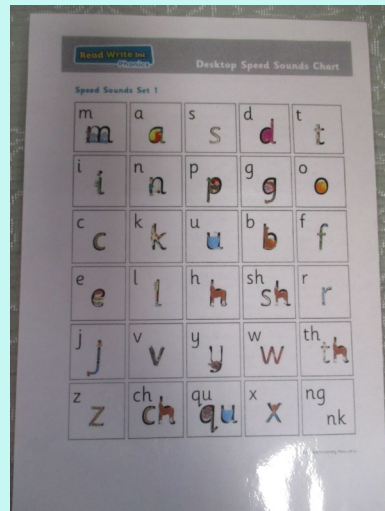 Read Write Inc.
Phonics
Desktop Speed Sounds Chart
Speed Sounds Set 1
m a s d t
m a s d t
i n p g o
i n p g o
c k u b f
c k u b f
e l h sh r
e l h sh r
j v y w th
j v y w th
z ch qu x ng
z ch qu x nk